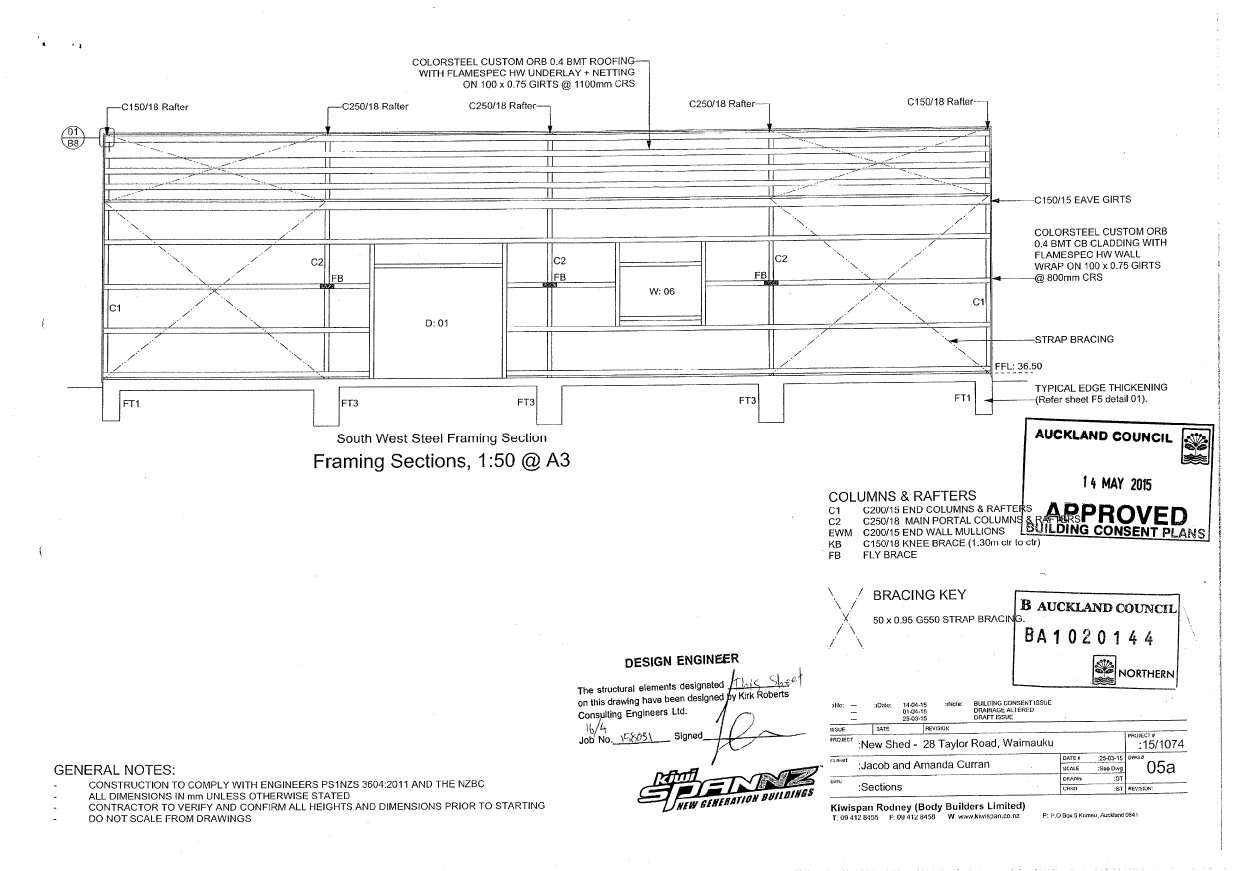 COLORSTEEL CUSTOM ORB 0.4 BMT ROOFING
WITH FLAMESPEC HW UNDERLAY + NETTING
ON 100 x 0.75 GIRTS @ 1100mm CRS
C150/18 Rafter
C250/18 Rafter
C250/18 Rafter
C250/18 Rafter
C150/18 Rafter
01
B8
C150/15 EAVE GIRTS
COLORSTEEL CUSTOM ORB
0.4 BMT CB CLADDING WITH
FLAMESPEC HW WALL
WRAP ON 100 x 0.75 GIRTS
@ 800mm CRS
C2
FB
C2
FB
C2
FB
C1
D: 01
W: 06
C1
STRAP BRACING
FFL: 36.50
TYPICAL EDGE THICKENING
(Refer sheet F5 detail 01).
FT1
FT3
FT3
FT3
FT1
South West Steel Framing Section
Framing Sections, 1:50 @ A3
AUCKLAND COUNCIL
14 MAY 2015
APPROVED
BUILDING CONSENT PLANS
COLUMNS & RAFTERS
C1 C200/15 END COLUMNS & RAFTERS
C2 C250/18 MAIN PORTAL COLUMNS & RAFTERS
EWM C200/15 END WALL MULLIONS
KB C150/18 KNEE BRACE (1.30m ctr to ctr)
FB FLY BRACE
BRACING KEY
50 x 0.95 G550 STRAP BRACING.
B AUCKLAND COUNCIL
BA1020144
NORTHERN
DESIGN ENGINEER
The structural elements designated This Sheet
on this drawing have been designed by Kirk Roberts
Consulting Engineers Ltd.
16/4
Job No. 158031 Signed
kiwi
SPANNZ
NEW GENERATION BUILDINGS
:No: — :Date: 14-04-15 :Note: BUILDING CONSENT ISSUE
— 01-04-15 DRAINAGE ALTERED
— 25-03-15 DRAFT ISSUE
ISSUE DATE REVISION
PROJECT :New Shed - 28 Taylor Road, Waimauku
PROJECT # :15/1074
CLIENT :Jacob and Amanda Curran
DATE # :25-03-15
SCALE :See Dwg
DRAWN :ST
CHKD :ST
DWG # 05a
REVISION:
DWG :Sections
Kiwispan Rodney (Body Builders Limited)
T: 09 412 8455 F: 09 412 8458 W: www.kiwispan.co.nz P: P.O Box 5 Kumeu, Auckland 0841
GENERAL NOTES:
- CONSTRUCTION TO COMPLY WITH ENGINEERS PS1NZS 3604:2011 AND THE NZBC
- ALL DIMENSIONS IN mm UNLESS OTHERWISE STATED
- CONTRACTOR TO VERIFY AND CONFIRM ALL HEIGHTS AND DIMENSIONS PRIOR TO STARTING
- DO NOT SCALE FROM DRAWINGS